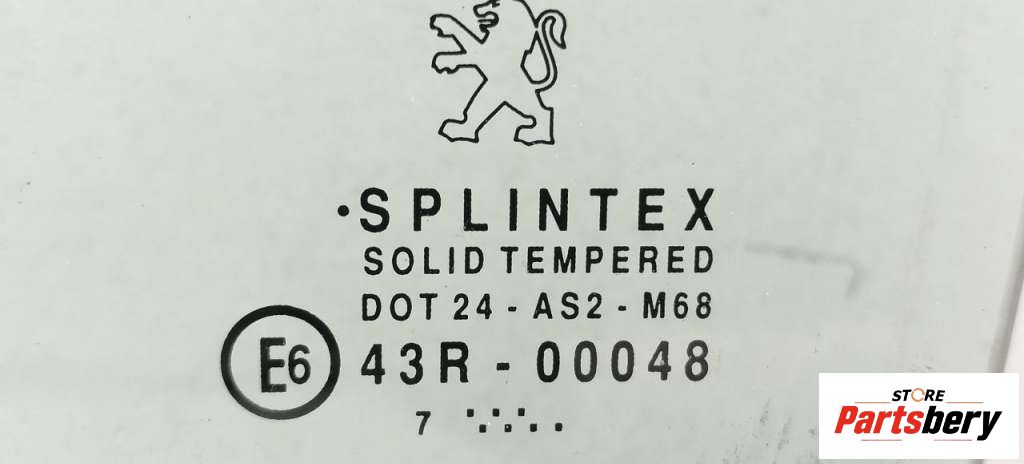 ·SPLINTEX
SOLID TEMPERED
DOT 24 - AS2 - M68
E6 43R - 00048
7
STORE
Partsbery